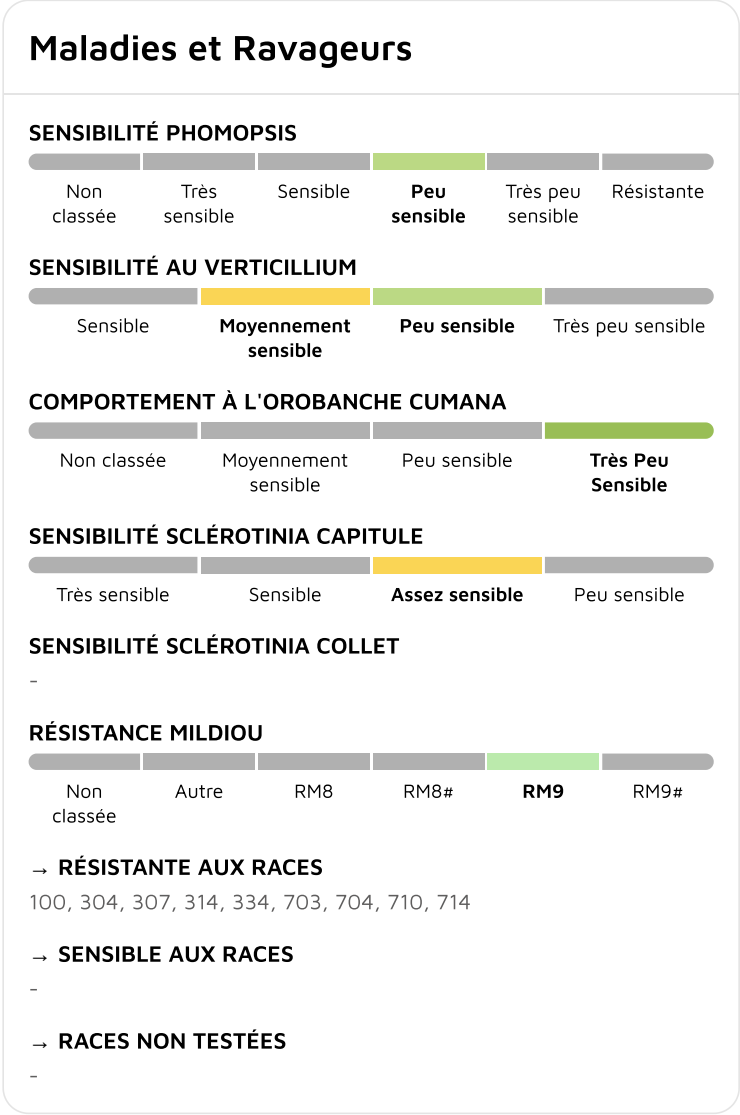 Maladies et Ravageurs
SENSIBILITÉ PHOMOPSIS
Non classée
Très sensible
Sensible
Peu sensible
Très peu sensible
Résistante
SENSIBILITÉ AU VERTICILLIUM
Sensible
Moyennement sensible
Peu sensible
Très peu sensible
COMPORTEMENT À L'OROBANCHE CUMANA
Non classée
Moyennement sensible
Peu sensible
Très Peu Sensible
SENSIBILITÉ SCLÉROTINIA CAPITULE
Très sensible
Sensible
Assez sensible
Peu sensible
SENSIBILITÉ SCLÉROTINIA COLLET
-
RÉSISTANCE MILDIOU
Non classée
Autre
RM8
RM8#
RM9
RM9#
→ RÉSISTANTE AUX RACES
100, 304, 307, 314, 334, 703, 704, 710, 714
→ SENSIBLE AUX RACES
-
→ RACES NON TESTÉES
-